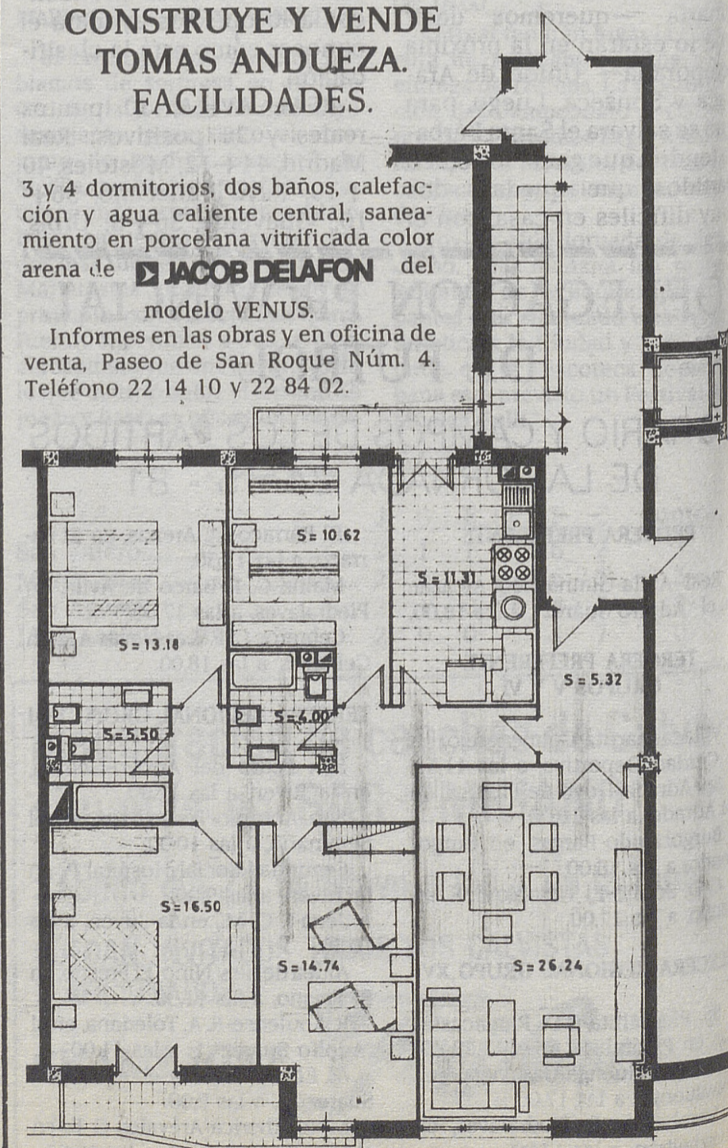 CONSTRUYE Y VENDE
TOMAS ANDUEZA.
FACILIDADES.
3 y 4 dormitorios, dos baños, calefac-
ción y agua caliente central, sanea-
miento en porcelana vitrificada color
arena de JACOB DELAFON del
modelo VENUS.
Informes en las obras y en oficina de
venta, Paseo de San Roque Núm. 4.
Teléfono 22 14 10 y 22 84 02.
S=10.62
S=11.31
S=13.18
S=5.32
S=4.00
S=5.50
S=16.50
S=14.74
S=26.24